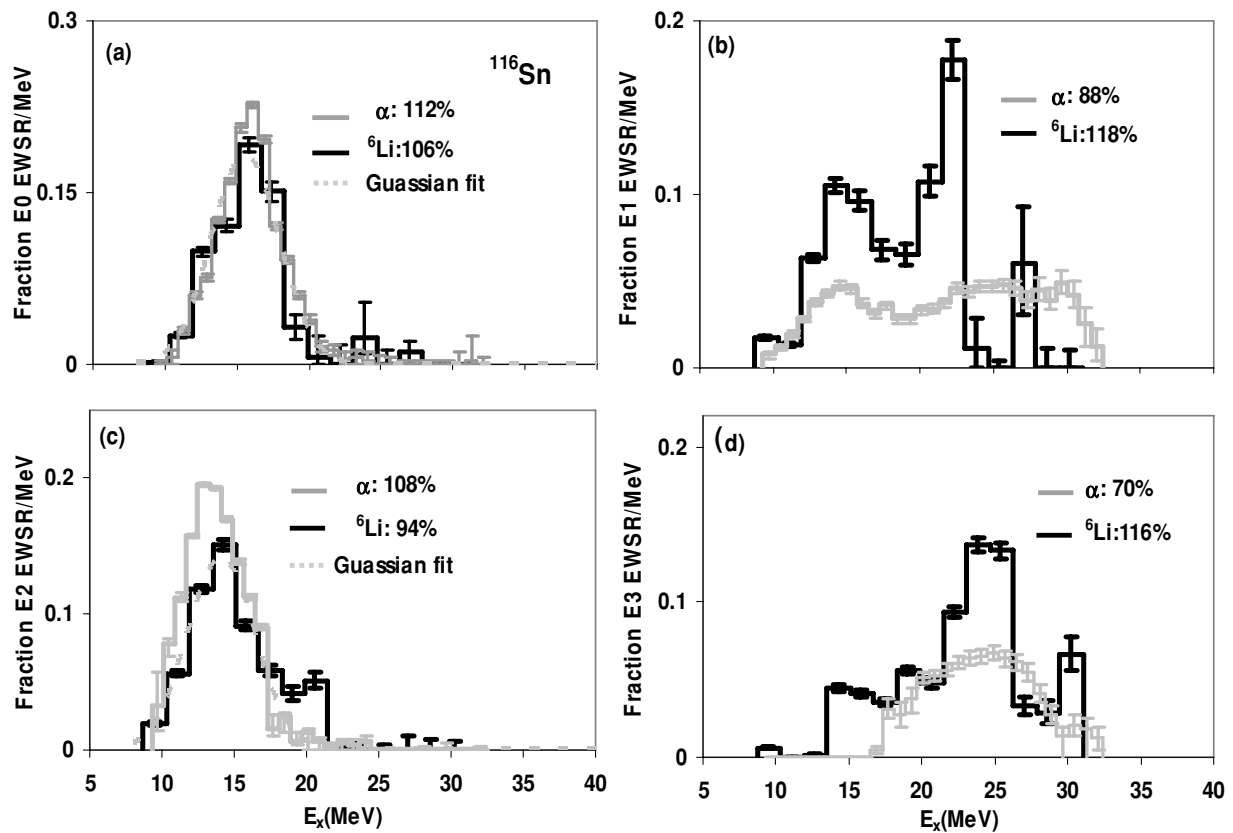 (a)
¹¹⁶Sn
α: 112%
⁶Li:106%
Guassian fit
Fraction E0 EWSR/MeV
0.3
0.15
0
(b)
α: 88%
⁶Li:118%
Fraction E1 EWSR/MeV
0.2
0.1
0
40
(c)
α: 108%
⁶Li: 94%
Guassian fit
Fraction E2 EWSR/MeV
0.2
0.1
0
5 10 15 20 25 30 35 40
Eₓ(MeV)
(d)
α: 70%
⁶Li:116%
Fraction E3 EWSR/MeV
0.2
0.1
0
5 10 15 20 25 30 35 40
Eₓ(MeV)